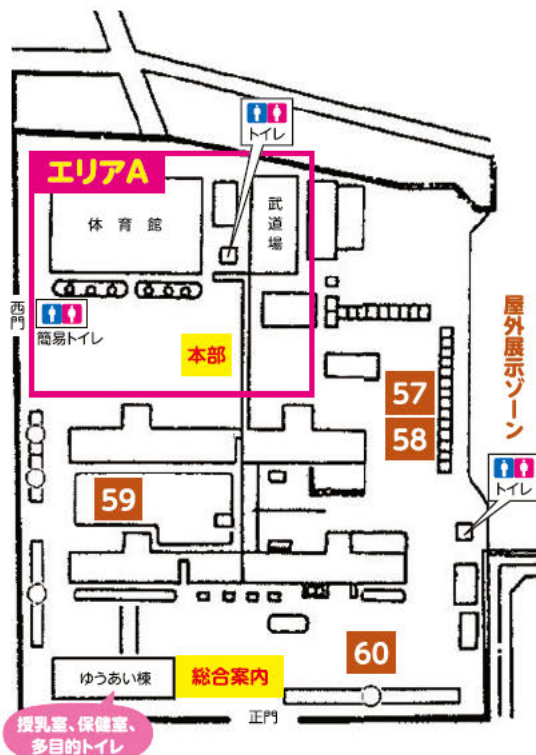 トイレ
エリアA
体育館
武道場
西門
簡易トイレ
本部
屋外展示ゾーン
57
58
トイレ
59
60
ゆうあい棟
総合案内
正門
授乳室、保健室、
多目的トイレ